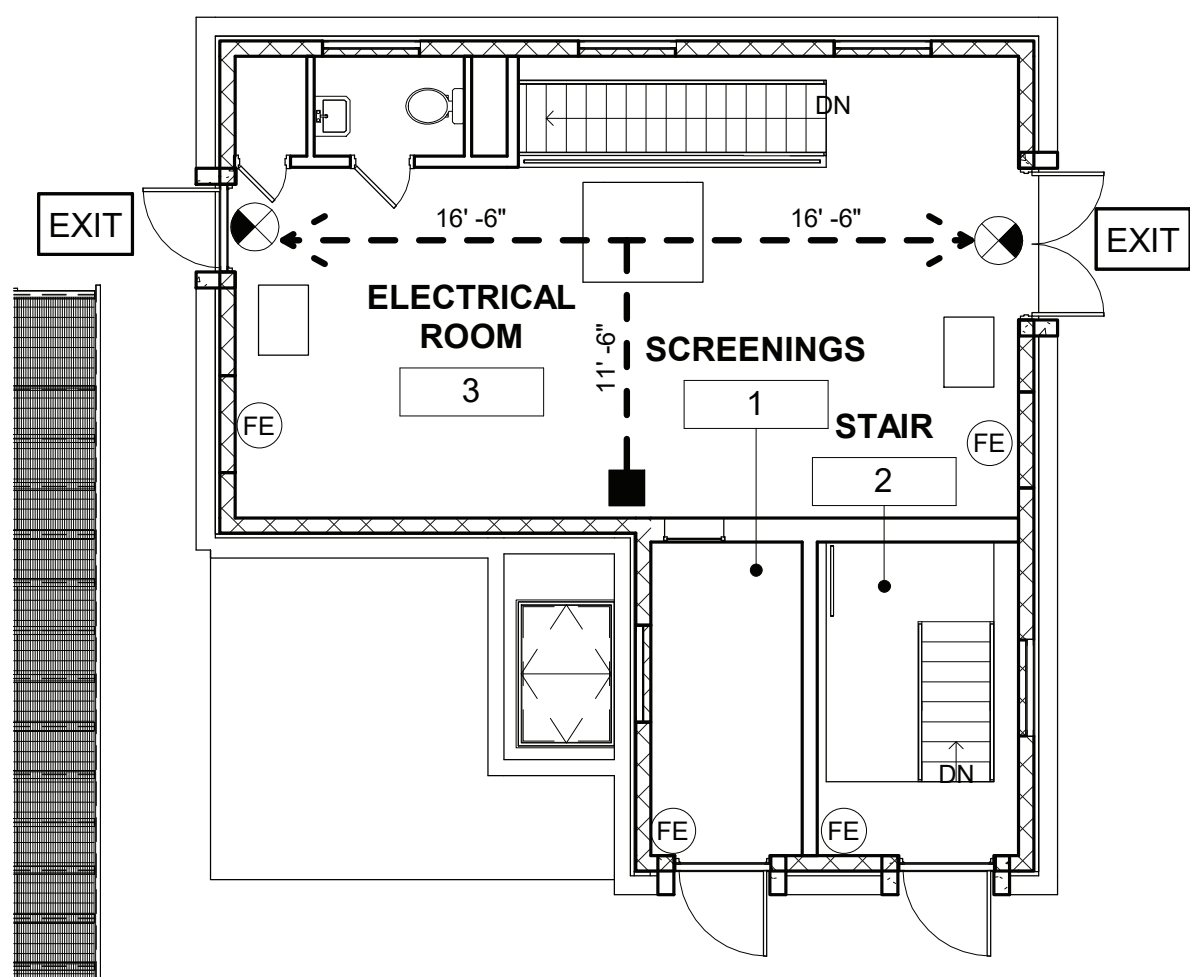 DN
EXIT
16' -6"
16' -6"
EXIT
ELECTRICAL
ROOM
3
11' -6"
SCREENINGS
1
STAIR
2
FE
FE
DN
FE
FE